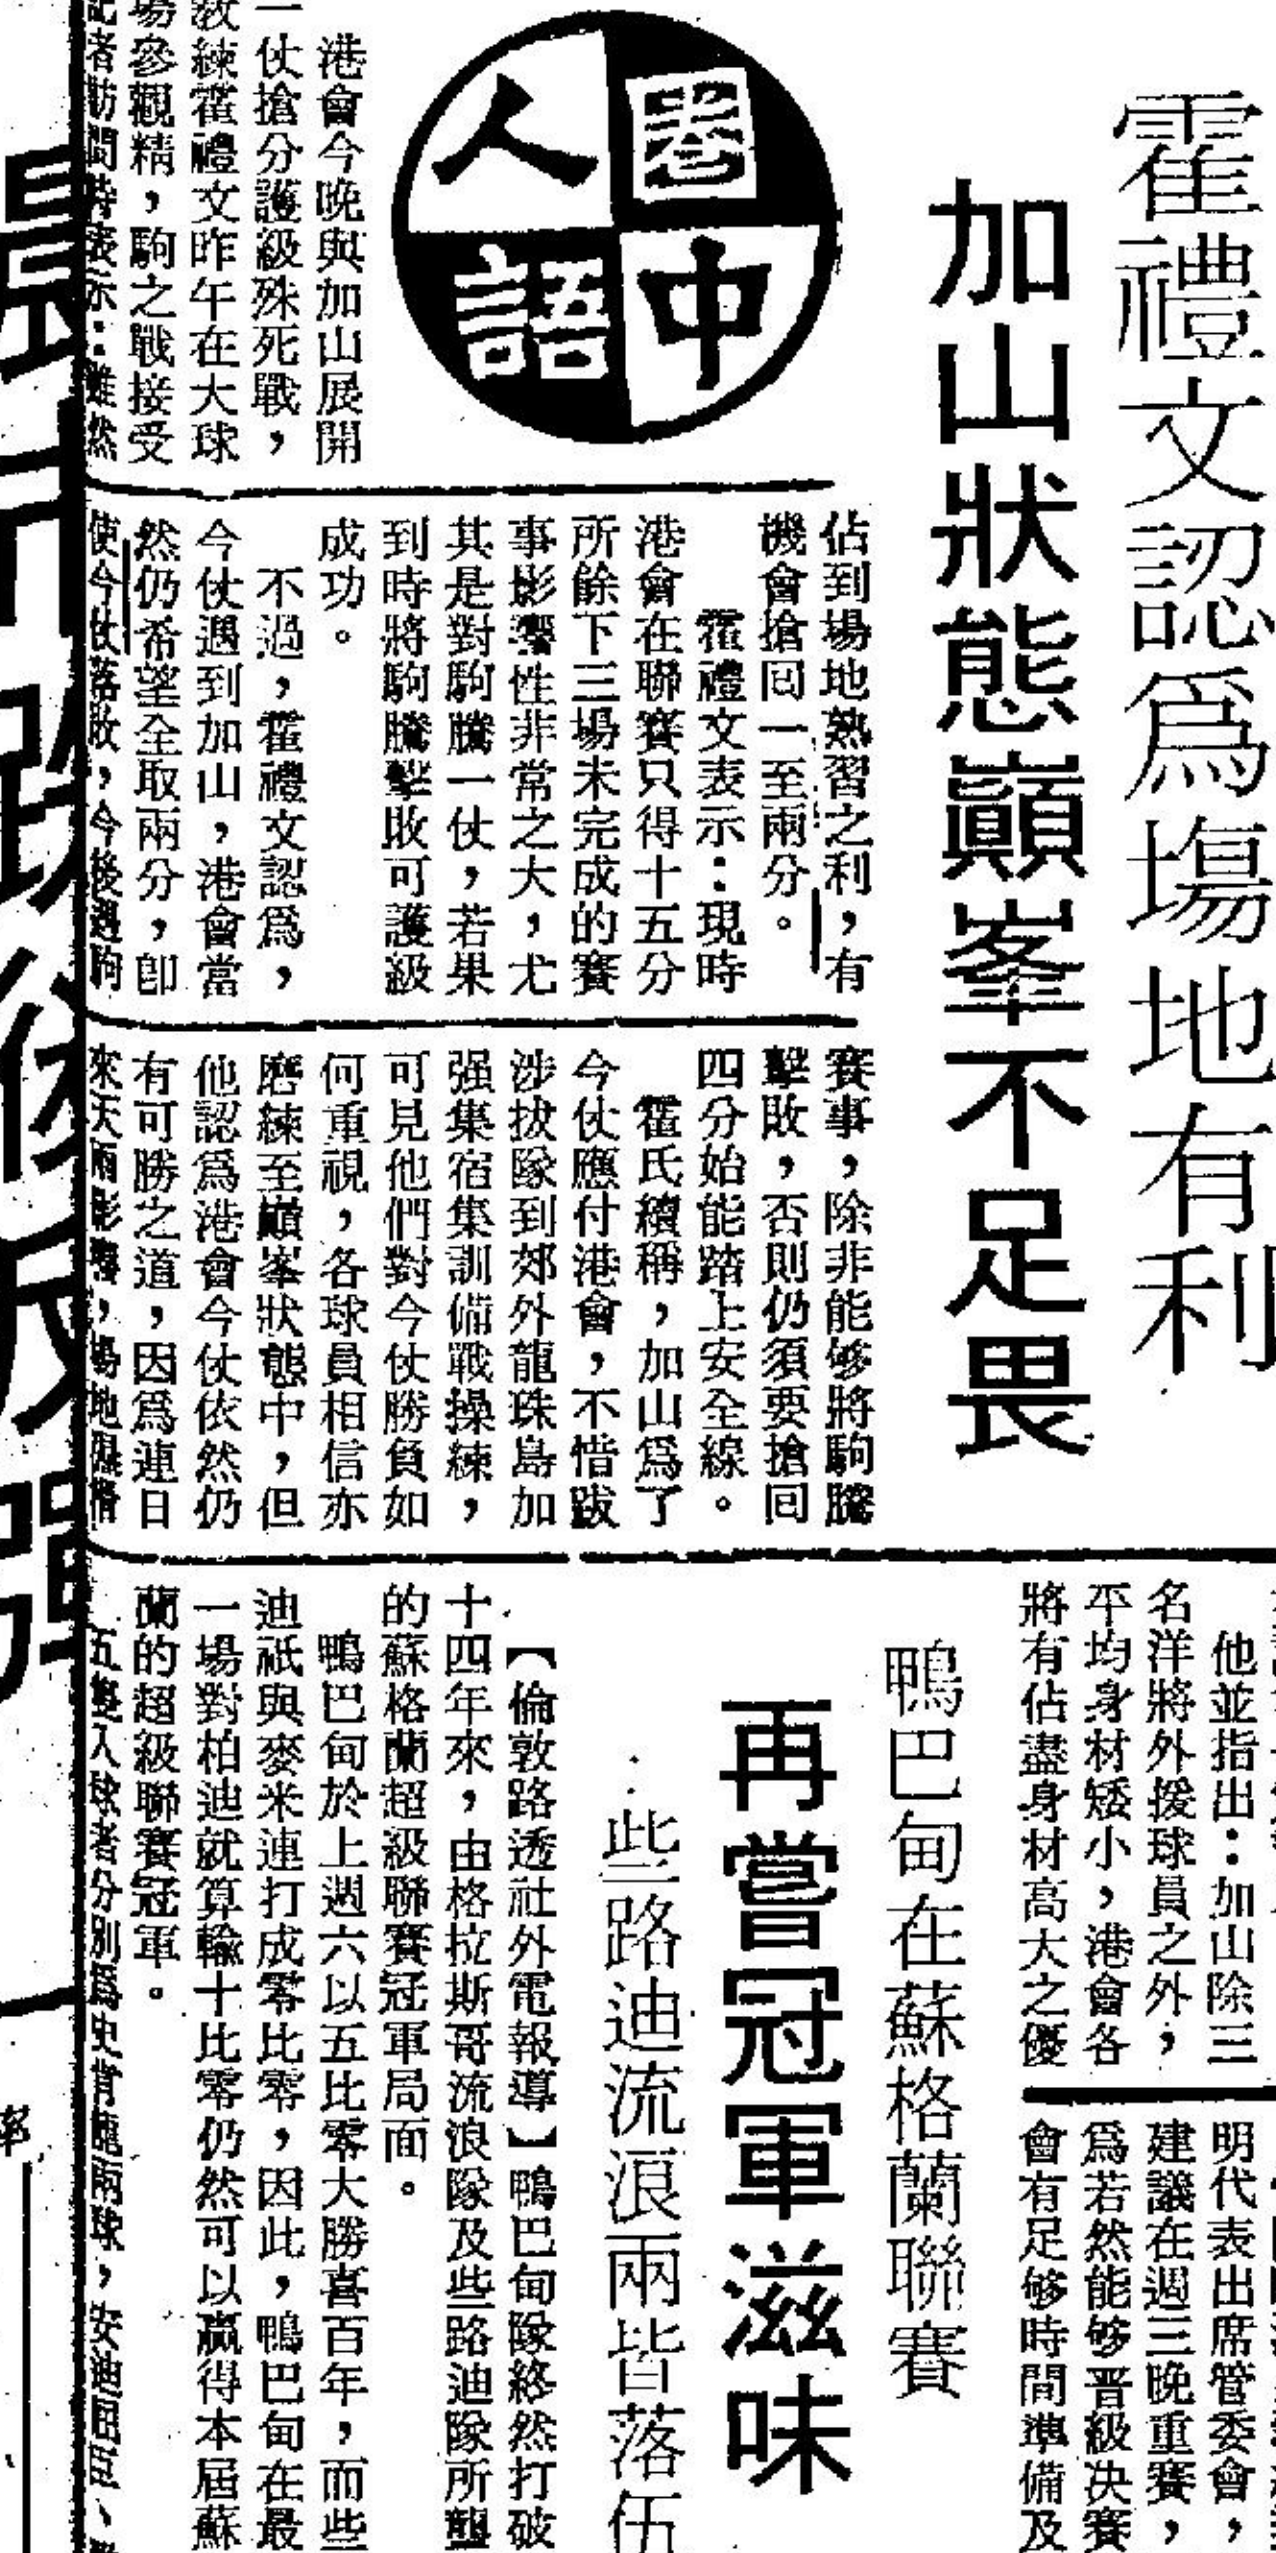 霍禮文認爲場地有利
加山狀態巔峯不足畏
圈中人語
港會今晚與加山展開
一仗搶分護級殊死戰，
教練霍禮文昨午在大球
場參觀精，駒之戰接受
記者訪問時表示：雖然
佔到場地熟習之利，有
機會搶回一至兩分。
霍禮文表示：現時
港會在聯賽只得十五分
所餘下三場未完成的賽
事影響性非常之大，尤
其是對駒騰一仗，若果
到時將駒騰擊敗可護級
成功。
不過，霍禮文認爲，
今仗遇到加山，港會當
然仍希望全取兩分，卽
使今仗落敗，今後遇駒
賽事，除非能够將駒騰
擊敗，否則仍須要搶回
四分始能踏上安全線。
霍氏續稱，加山爲了
今仗應付港會，不惜跋
涉拔隊到郊外龍珠島加
强集宿集訓備戰操練，
可見他們對今仗勝負如
何重視，各球員相信亦
磨練至巔峯狀態中，但
他認爲港會今仗依然仍
有可勝之道，因爲連日
來天雨影響，場地濕滑
他並指出：加山除三
名洋將外援球員之外，
平均身材矮小，港會各
將有佔盡身材高大之優
明代表出席管委會，
建議在週三晚重賽，
爲若然能够晋級決賽
會有足够時間準備及
鴨巴甸在蘇格蘭聯賽
再嘗冠軍滋味
些路迪流浪兩皆落伍
【倫敦路透社外電報導】鴨巴甸隊終然打破
十四年來，由格拉斯哥流浪隊及些路迪隊所壟
的蘇格蘭超級聯賽冠軍局面。
鴨巴甸於上週六以五比零大勝喜百年，而些
迪祇與麥米連打成零比零，因此，鴨巴甸在最
一場對柏迪就算輸十比零仍然可以贏得本屆蘇
蘭的超級聯賽冠軍。
五隻入球者分別爲史肯龍兩球，安迪屈臣、